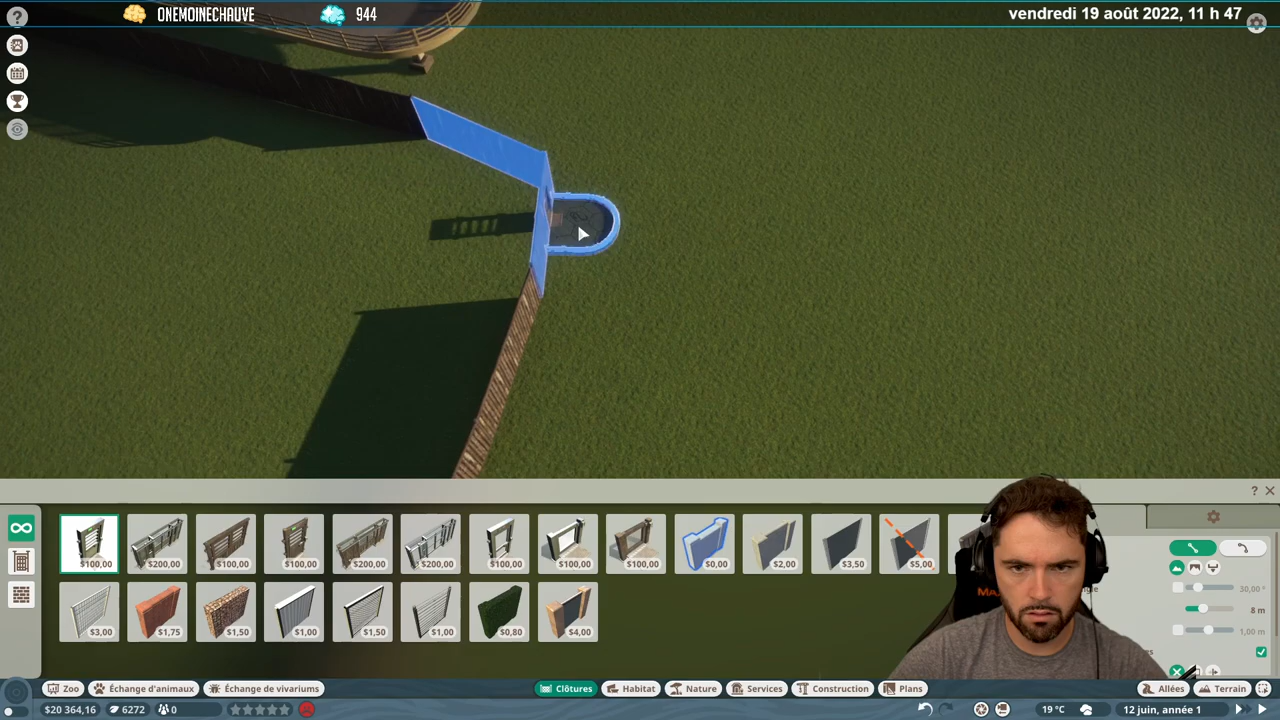 ONEMOINECHAUVE
944
vendredi 19 août 2022, 11 h 47
$100,00
$200,00
$100,00
$100,00
$200,00
$200,00
$100,00
$100,00
$100,00
$0,00
$2,00
$3,50
$5,00
$3,00
$1,75
$1,50
$1,00
$1,50
$1,00
$0,80
$4,00
30,00 °
8 m
1,00 m
Zoo
Échange d'animaux
Échange de vivariums
Clôtures
Habitat
Nature
Services
Construction
Plans
Allées
Terrain
$20 364,16
6272
0
19 °C
12 juin, année 1